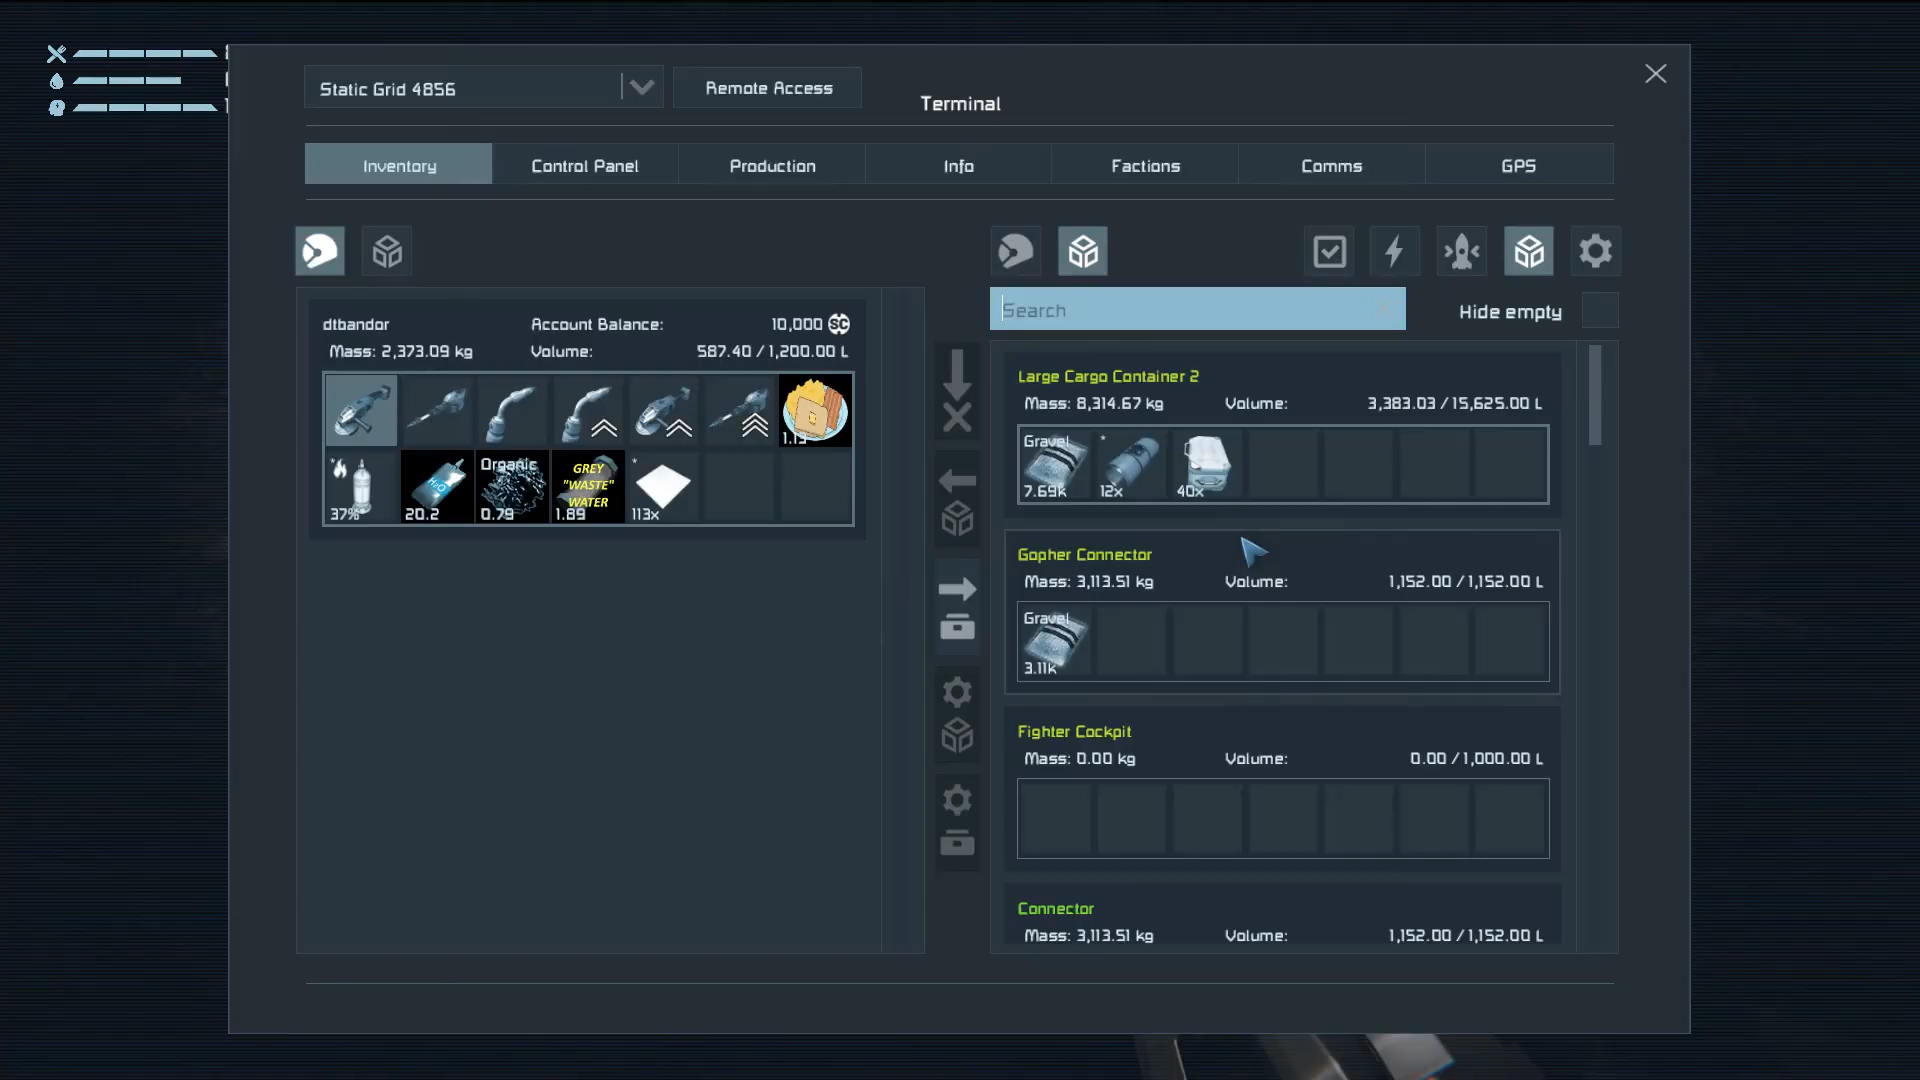 Static Grid 4856
Remote Access
Terminal
Inventory
Control Panel
Production
Info
Factions
Comms
GPS
Search
Hide empty
dtbandor
Account Balance:
10,000 SC
Mass: 2,373.09 kg
Volume:
587.40 / 1,200.00 L
1.13
37%
H₂O
20.2
Organic
0.79
GREY
"WASTE"
WATER
1.89
113x
Large Cargo Container 2
Mass: 8,314.67 kg
Volume:
3,383.03 / 15,625.00 L
Gravel
7.69K
12x
40x
Gopher Connector
Mass: 3,113.51 kg
Volume:
1,152.00 / 1,152.00 L
Gravel
3.11K
Fighter Cockpit
Mass: 0.00 kg
Volume:
0.00 / 1,000.00 L
Connector
Mass: 3,113.51 kg
Volume:
1,152.00 / 1,152.00 L